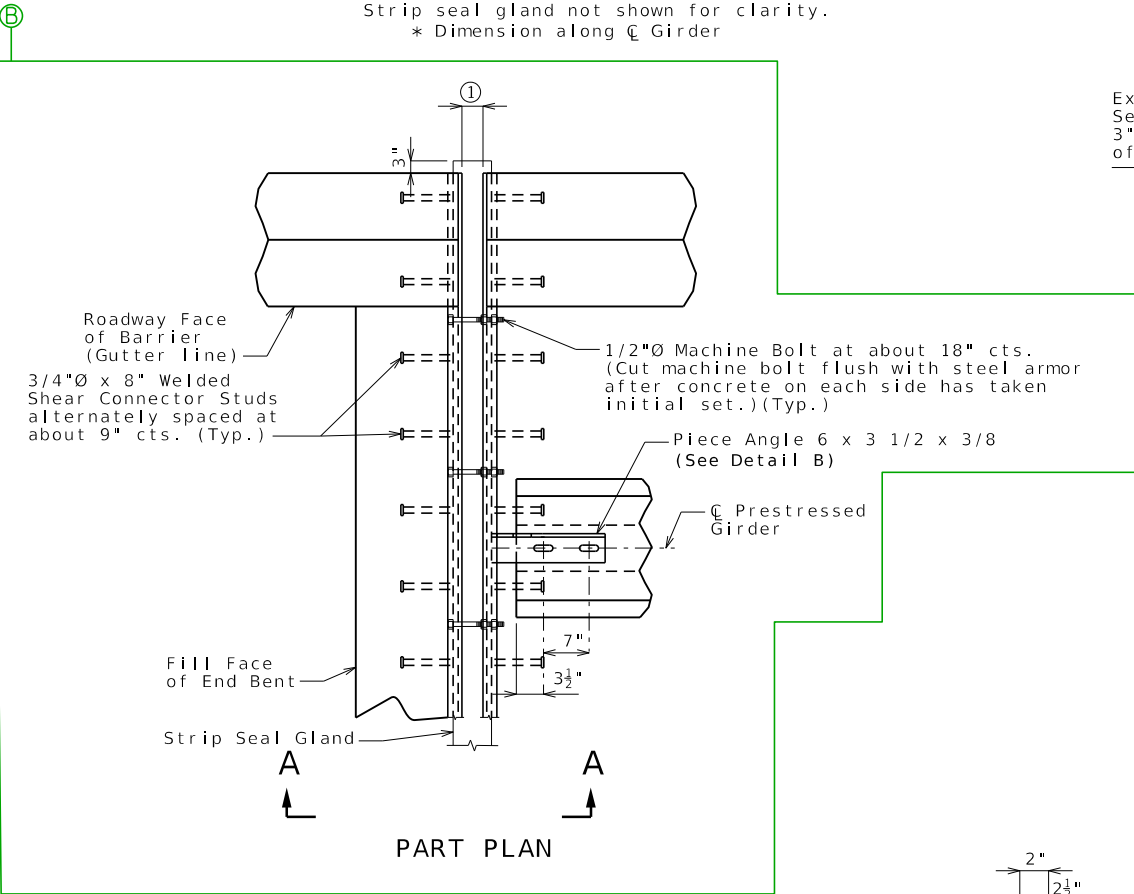 Strip seal gland not shown for clarity.
* Dimension along ℄ Girder
B
1
3"
Ex
Se
3"
of
Roadway Face
of Barrier
(Gutter line)
3/4"Ø x 8" Welded
Shear Connector Studs
alternately spaced at
about 9" cts. (Typ.)
1/2"Ø Machine Bolt at about 18" cts.
(Cut machine bolt flush with steel armor
after concrete on each side has taken
initial set.)(Typ.)
Piece Angle 6 x 3 1/2 x 3/8
(See Detail B)
℄ Prestressed
Girder
7"
3½"
Fill Face
of End Bent
Strip Seal Gland
A
A
PART PLAN
2"
2½"